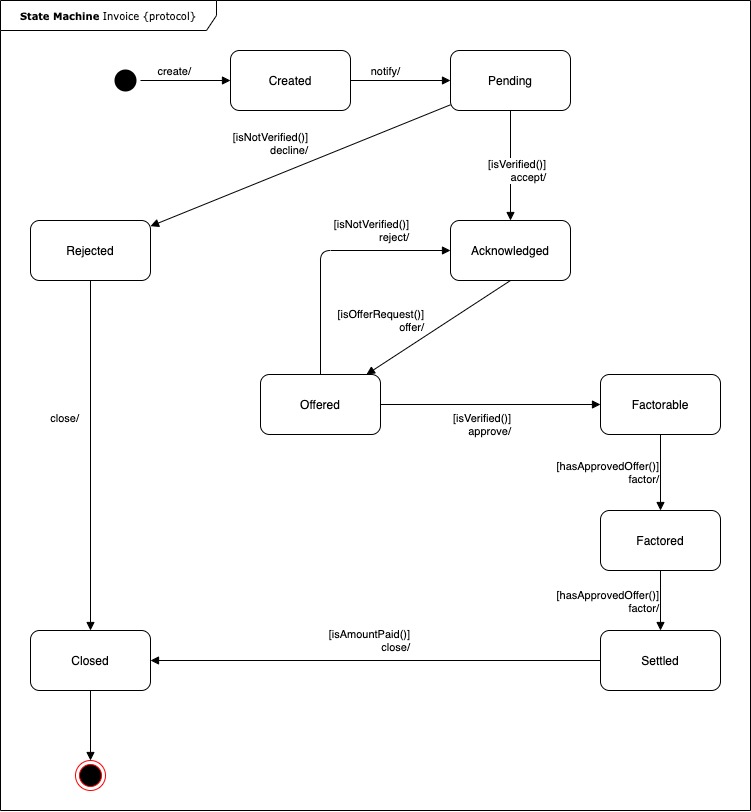 State Machine Invoice {protocol}
create/
Created
notify/
Pending
[isNotVerified()]
decline/
[isVerified()]
accept/
Rejected
[isNotVerified()]
reject/
Acknowledged
[isOfferRequest()]
offer/
Offered
[isVerified()]
approve/
Factorable
close/
[hasApprovedOffer()]
factor/
Factored
[hasApprovedOffer()]
factor/
Closed
[isAmountPaid()]
close/
Settled